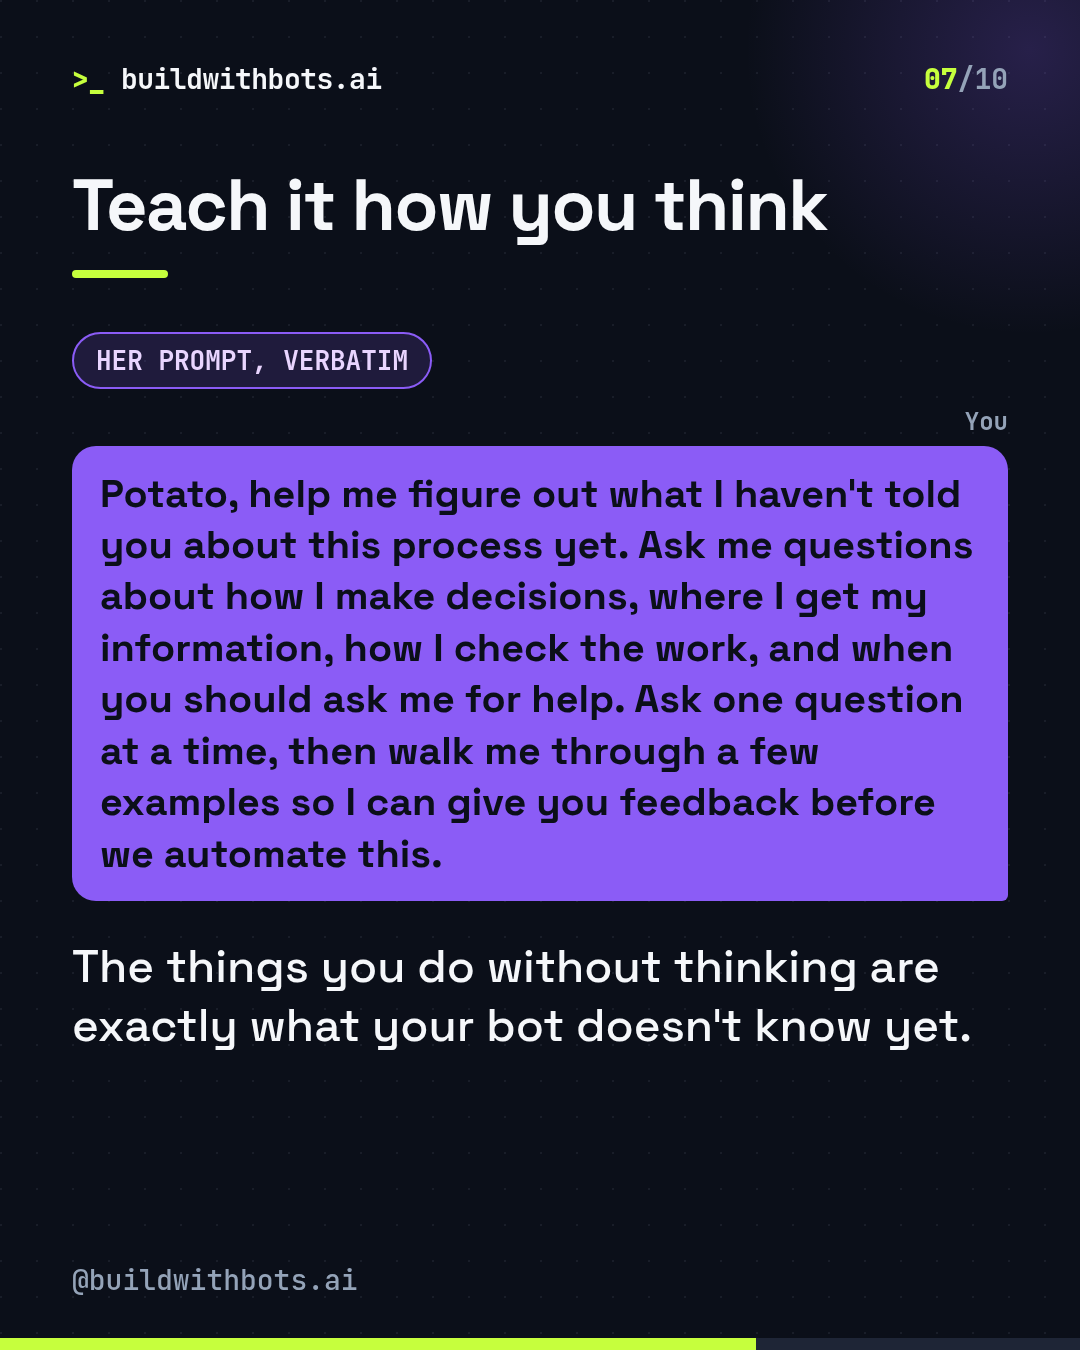 >_ buildwithbots.ai
07/10
Teach it how you think
HER PROMPT, VERBATIM
You
Potato, help me figure out what I haven't told
you about this process yet. Ask me questions
about how I make decisions, where I get my
information, how I check the work, and when
you should ask me for help. Ask one question
at a time, then walk me through a few
examples so I can give you feedback before
we automate this.
The things you do without thinking are
exactly what your bot doesn't know yet.
@buildwithbots.ai